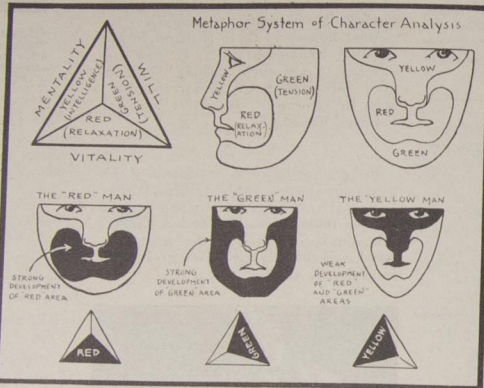 Metaphor System of Character Analysis
MENTALITY
YELLOW
(INTELLIGENCE)
WILL
GREEN
(TENSION)
RED
(RELAXATION)
VITALITY
YELLOW
GREEN
(TENSION)
RED
(RELAX-
ATION)
YELLOW
RED
GREEN
THE "RED" MAN
STRONG
DEVELOPMENT
OF RED AREA
RED
THE "GREEN" MAN
STRONG
DEVELOPMENT
OF GREEN AREA
GREEN
THE "YELLOW MAN
WEAK
DEVELOPMENT
OF "RED"
AND "GREEN"
AREAS
YELLOW